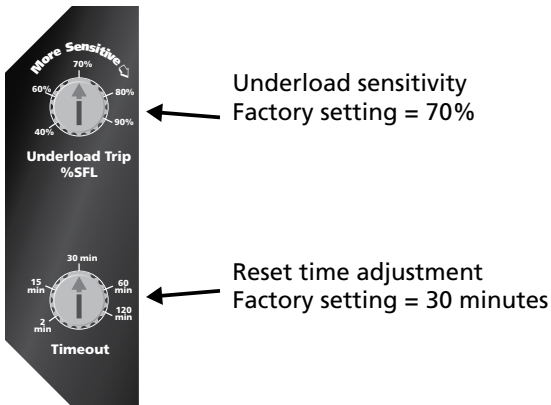 More Sensitive
70%
60%
80%
40%
90%
Underload Trip
%SFL
Underload sensitivity
Factory setting = 70%
30 min
15
min
60
min
2
min
120
min
Timeout
Reset time adjustment
Factory setting = 30 minutes